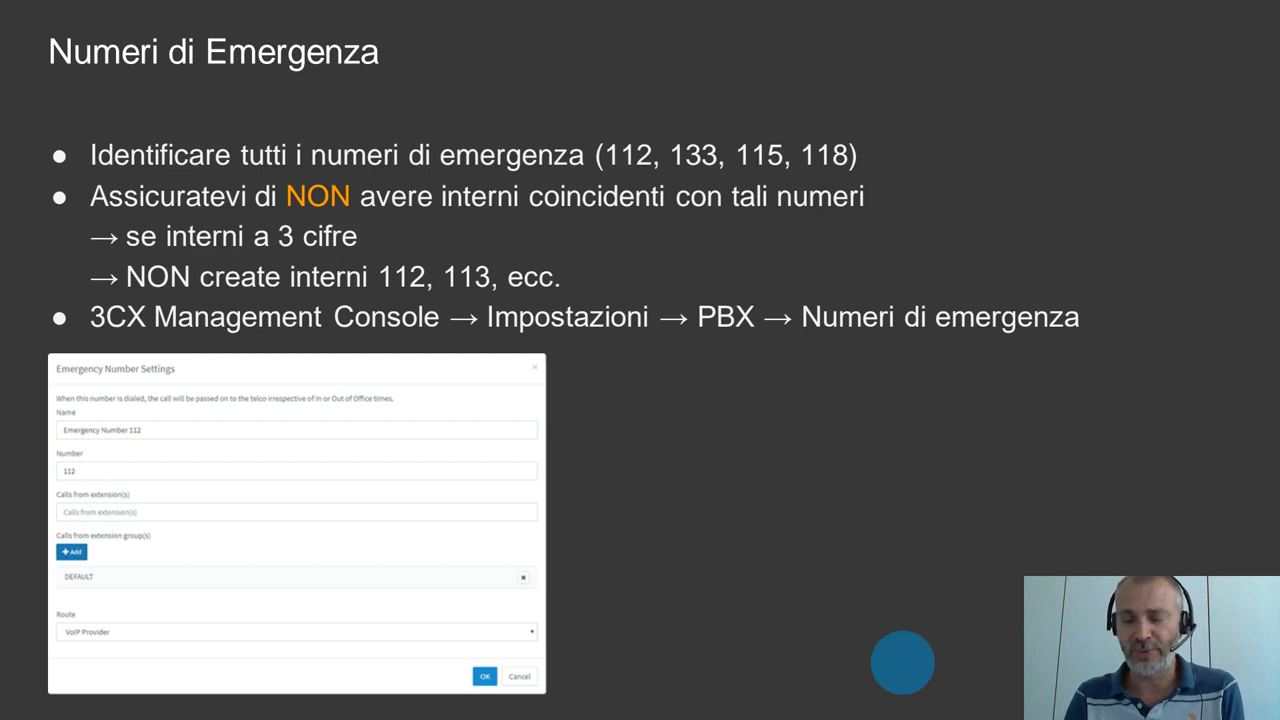 Numeri di Emergenza
● Identificare tutti i numeri di emergenza (112, 133, 115, 118)
● Assicuratevi di NON avere interni coincidenti con tali numeri
→ se interni a 3 cifre
→ NON create interni 112, 113, ecc.
● 3CX Management Console → Impostazioni → PBX → Numeri di emergenza
Emergency Number Settings ×
When this number is dialed, the call will be passed on to the telco irrespective of In or Out of Office times.
Name
Emergency Number 112
Number
112
Calls from extension(s)
Calls from extension(s)
Calls from extension group(s)
+ Add
DEFAULT
Route
VoIP Provider
OK Cancel